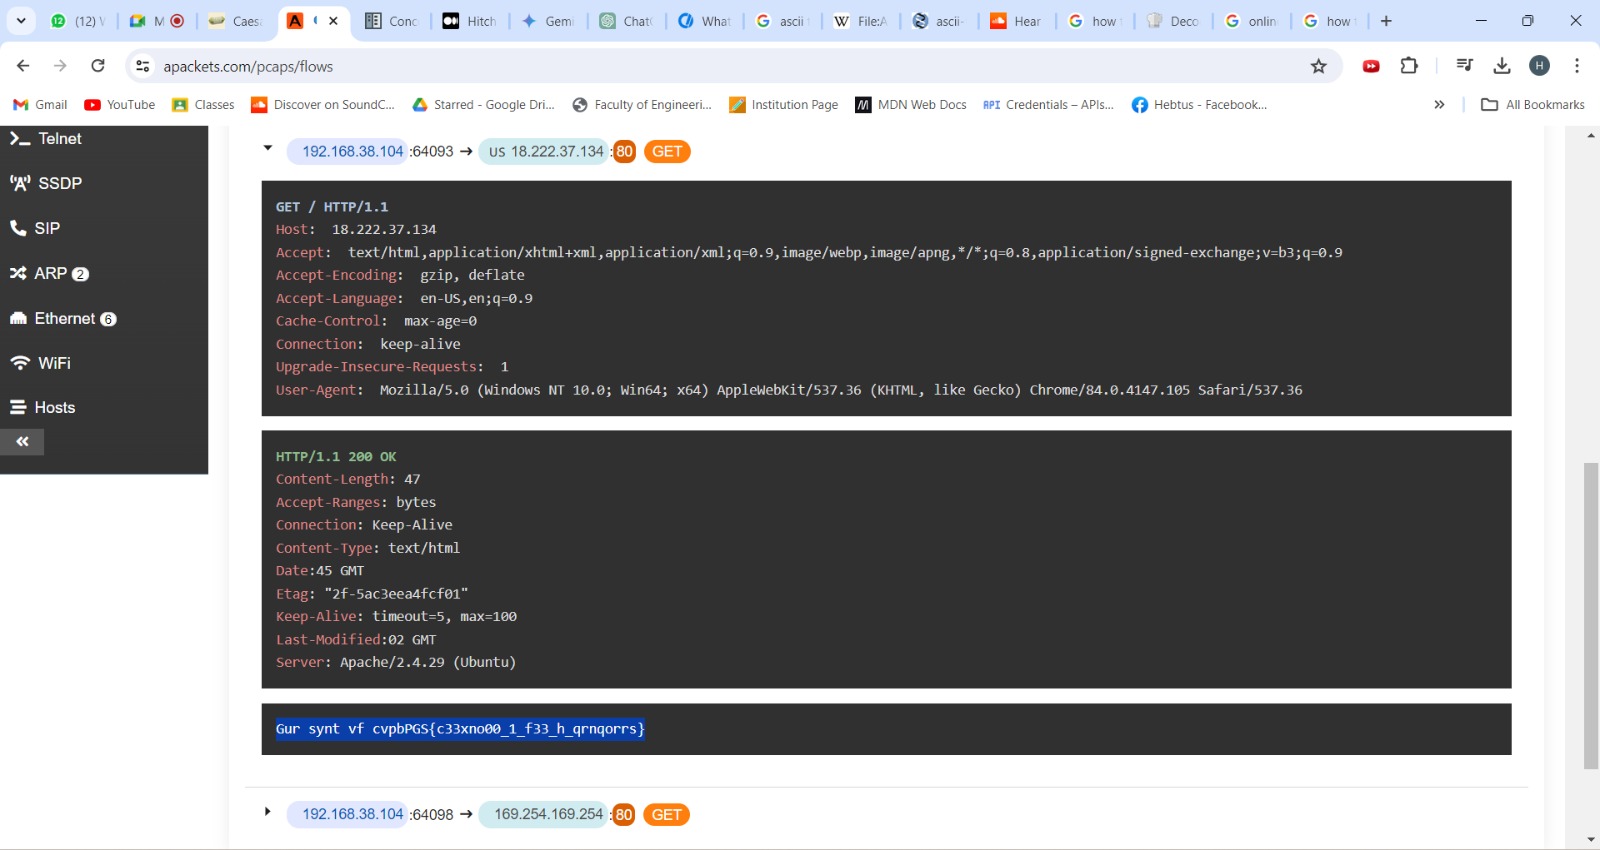 (12) W
M
Caesa
Conc
Hitch
Gemi
ChatG
What
ascii t
File:A
ascii-
Hear
how t
Deco
onlin
how t
apackets.com/pcaps/flows
H
Gmail
YouTube
Classes
Discover on SoundC...
Starred - Google Dri...
Faculty of Engineeri...
Institution Page
MDN Web Docs
API Credentials – APIs...
Hebtus - Facebook...
»
All Bookmarks
Telnet
SSDP
SIP
ARP 2
Ethernet 6
WiFi
Hosts
192.168.38.104 :64093 → US 18.222.37.134 :80 GET
GET / HTTP/1.1
Host: 18.222.37.134
Accept: text/html,application/xhtml+xml,application/xml;q=0.9,image/webp,image/apng,*/*;q=0.8,application/signed-exchange;v=b3;q=0.9
Accept-Encoding: gzip, deflate
Accept-Language: en-US,en;q=0.9
Cache-Control: max-age=0
Connection: keep-alive
Upgrade-Insecure-Requests: 1
User-Agent: Mozilla/5.0 (Windows NT 10.0; Win64; x64) AppleWebKit/537.36 (KHTML, like Gecko) Chrome/84.0.4147.105 Safari/537.36
HTTP/1.1 200 OK
Content-Length: 47
Accept-Ranges: bytes
Connection: Keep-Alive
Content-Type: text/html
Date:45 GMT
Etag: "2f-5ac3eea4fcf01"
Keep-Alive: timeout=5, max=100
Last-Modified:02 GMT
Server: Apache/2.4.29 (Ubuntu)
Gur synt vf cvpbPGS{c33xno00_1_f33_h_qrnqorrs}
192.168.38.104 :64098 → 169.254.169.254 :80 GET